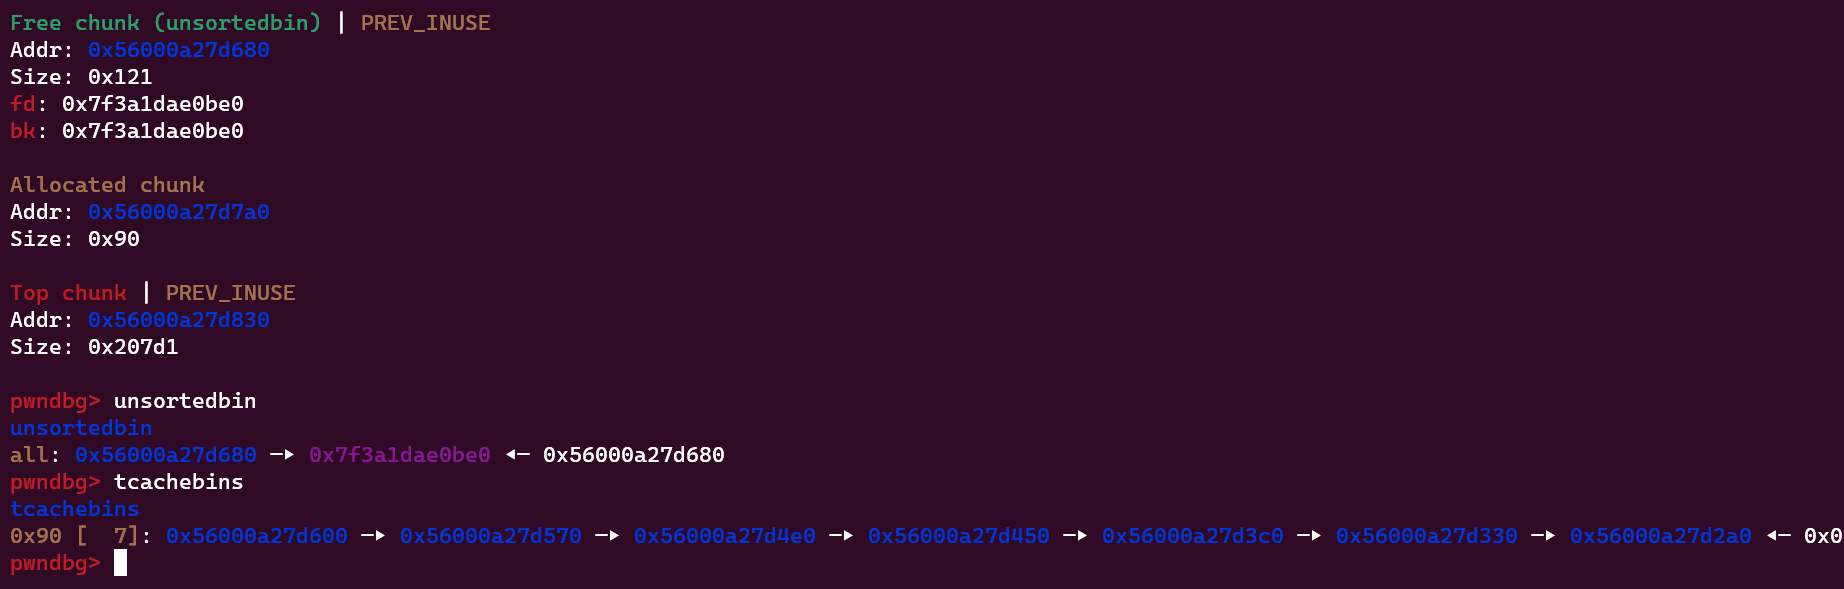 Free chunk (unsortedbin) | PREV_INUSE
Addr: 0x56000a27d680
Size: 0x121
fd: 0x7f3a1dae0be0
bk: 0x7f3a1dae0be0
Allocated chunk
Addr: 0x56000a27d7a0
Size: 0x90
Top chunk | PREV_INUSE
Addr: 0x56000a27d830
Size: 0x207d1
pwndbg> unsortedbin
unsortedbin
all: 0x56000a27d680 —▸ 0x7f3a1dae0be0 ◂— 0x56000a27d680
pwndbg> tcachebins
tcachebins
0x90 [  7]: 0x56000a27d600 —▸ 0x56000a27d570 —▸ 0x56000a27d4e0 —▸ 0x56000a27d450 —▸ 0x56000a27d3c0 —▸ 0x56000a27d330 —▸ 0x56000a27d2a0 ◂— 0x0
pwndbg>